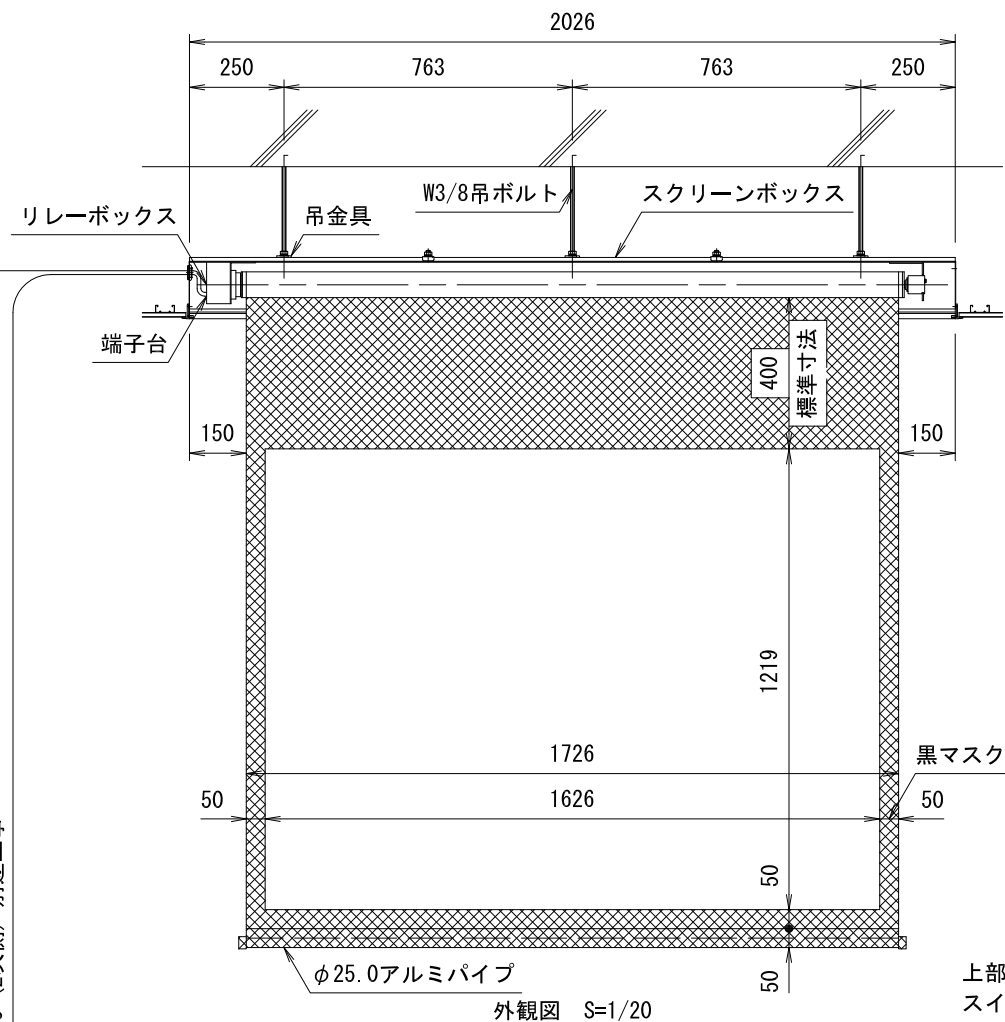 2026
250 763 763 250
W3/8吊ボルト
スクリーンボックス
リレーボックス
吊金具
端子台
400
標準寸法
150
150
1219
1726
黒マスク
50
1626
50
50
φ25.0アルミパイプ
50
上部
外観図 S=1/20
スイ